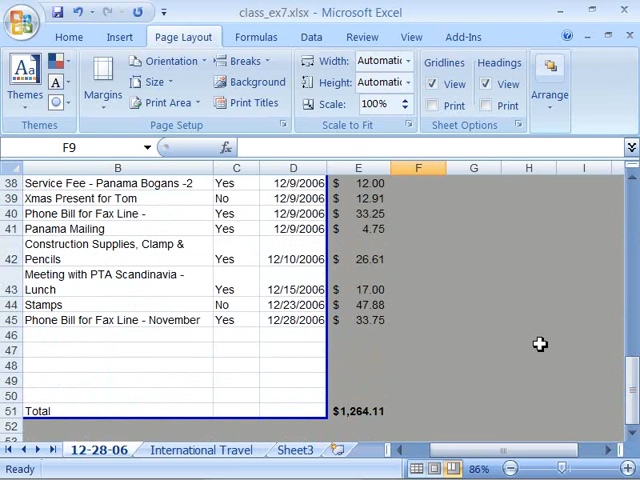 class_ex7.xlsx - Microsoft Excel
Home Insert Page Layout Formulas Data Review View Add-Ins
Themes
Margins
Orientation
Size
Print Area
Breaks
Background
Print Titles
Width: Automatic
Height: Automatic
Scale: 100%
Gridlines
View
Print
Headings
View
Print
Arrange
Themes Page Setup Scale to Fit Sheet Options
F9 fx
B C D E F G H I
38 Service Fee - Panama Bogans -2 Yes 12/9/2006 $ 12.00
39 Xmas Present for Tom No 12/9/2006 $ 12.91
40 Phone Bill for Fax Line - Yes 12/9/2006 $ 33.25
41 Panama Mailing Yes 12/9/2006 $ 4.75
Construction Supplies, Clamp &
42 Pencils Yes 12/10/2006 $ 26.61
Meeting with PTA Scandinavia -
43 Lunch Yes 12/15/2006 $ 17.00
44 Stamps No 12/23/2006 $ 47.88
45 Phone Bill for Fax Line - November Yes 12/28/2006 $ 33.75
46
47
48
49
50
51 Total $1,264.11
52
12-28-06 International Travel Sheet3
Ready 86%